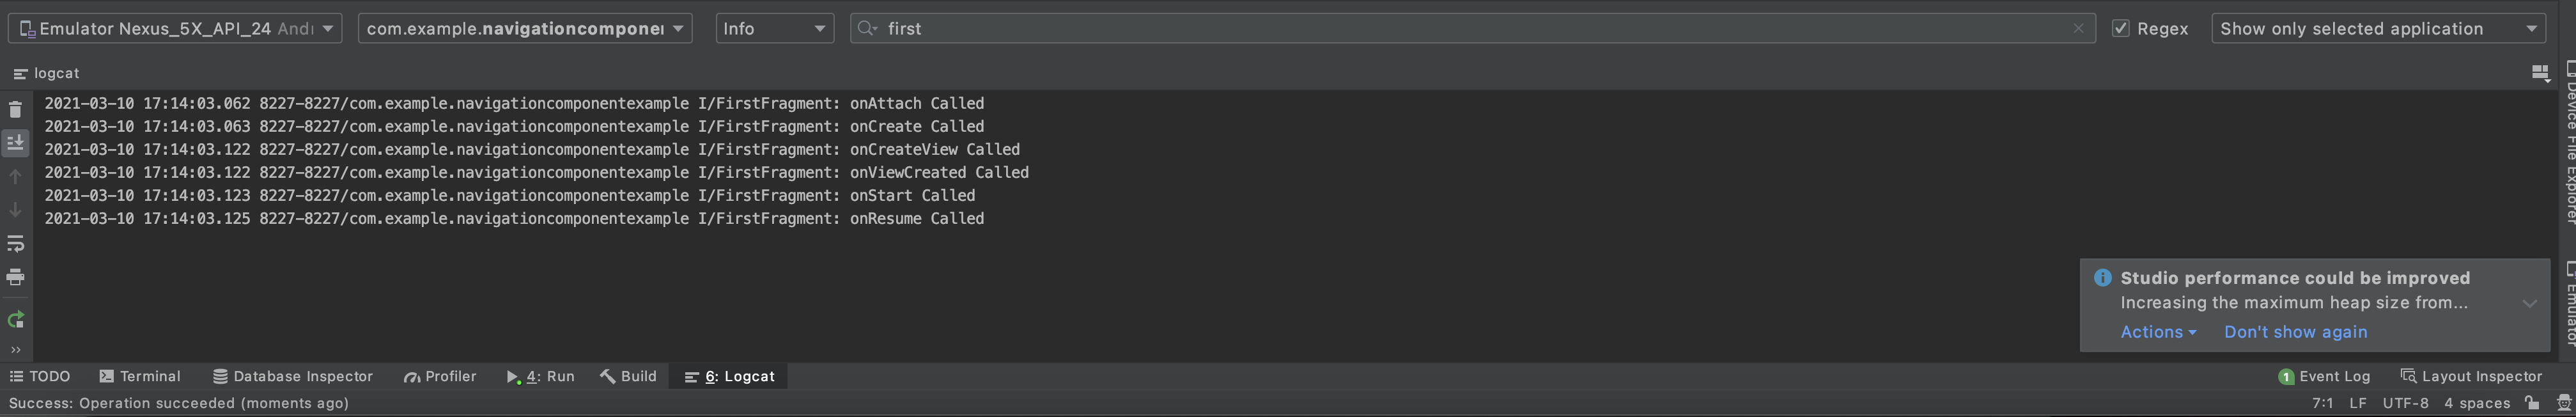 Emulator Nexus_5X_API_24 Andr com.example.navigationcomponen Info first Regex Show only selected application
logcat
2021-03-10 17:14:03.062 8227-8227/com.example.navigationcomponentexample I/FirstFragment: onAttach Called
2021-03-10 17:14:03.063 8227-8227/com.example.navigationcomponentexample I/FirstFragment: onCreate Called
2021-03-10 17:14:03.122 8227-8227/com.example.navigationcomponentexample I/FirstFragment: onCreateView Called
2021-03-10 17:14:03.122 8227-8227/com.example.navigationcomponentexample I/FirstFragment: onViewCreated Called
2021-03-10 17:14:03.123 8227-8227/com.example.navigationcomponentexample I/FirstFragment: onStart Called
2021-03-10 17:14:03.125 8227-8227/com.example.navigationcomponentexample I/FirstFragment: onResume Called
Device File Explorer
Emulator
Studio performance could be improved
Increasing the maximum heap size from...
Actions Don't show again
TODO Terminal Database Inspector Profiler 4: Run Build 6: Logcat 1 Event Log Layout Inspector
Success: Operation succeeded (moments ago) 7:1 LF UTF-8 4 spaces